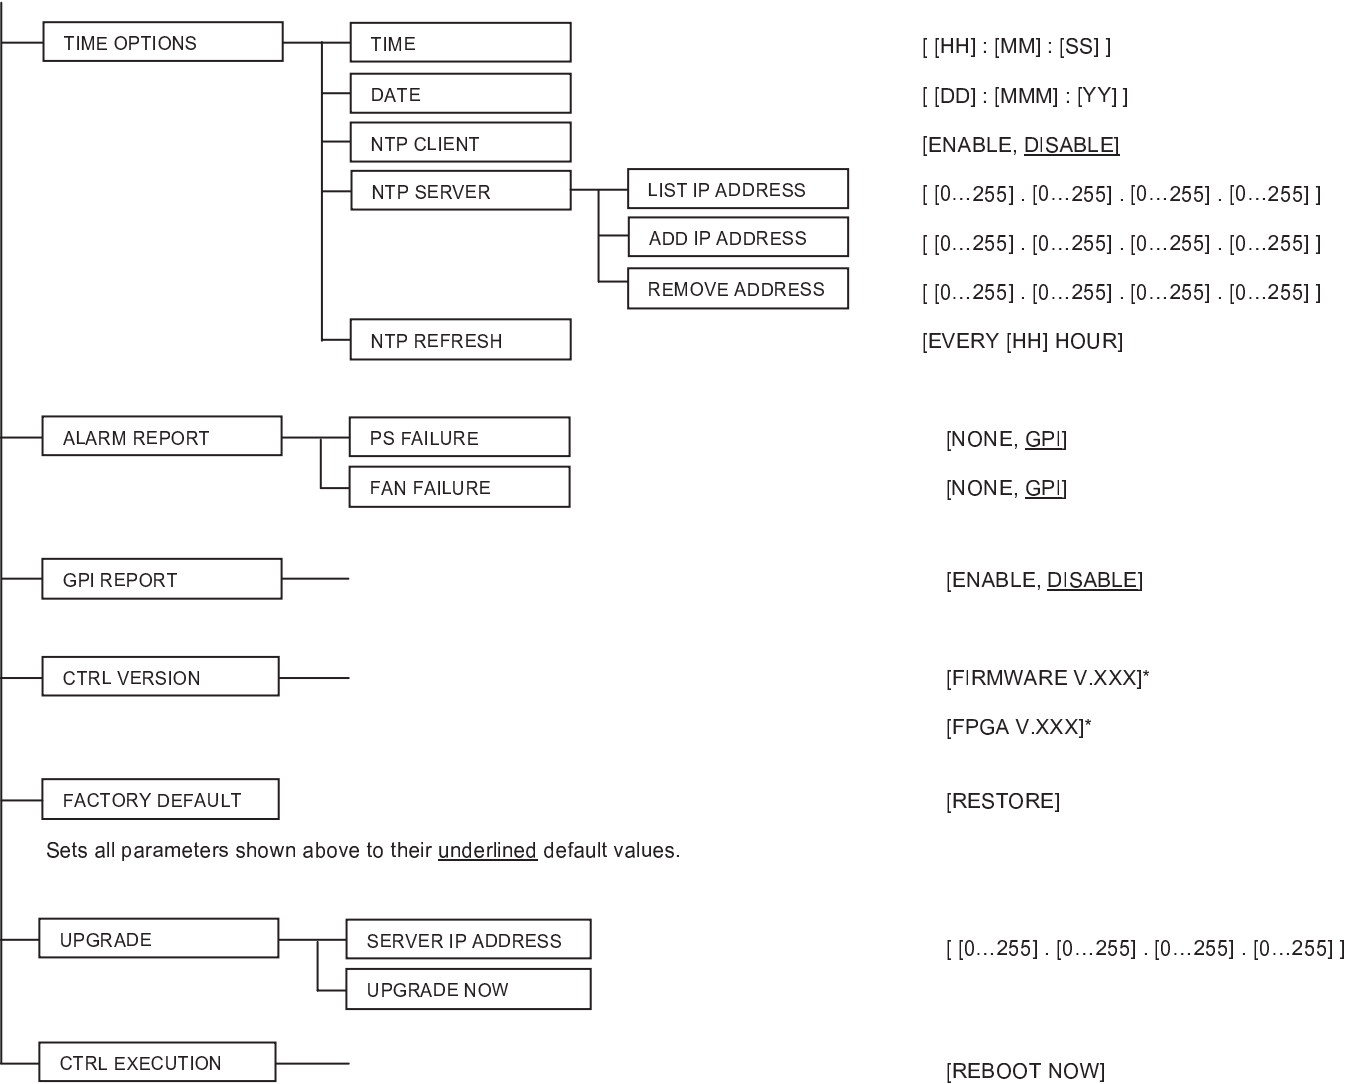 TIME OPTIONS TIME [ [HH] : [MM] : [SS] ]
DATE [ [DD] : [MMM] : [YY] ]
NTP CLIENT [ENABLE, DISABLE]
NTP SERVER LIST IP ADDRESS [ [0...255] . [0...255] . [0...255] . [0...255] ]
ADD IP ADDRESS [ [0...255] . [0...255] . [0...255] . [0...255] ]
REMOVE ADDRESS [ [0...255] . [0...255] . [0...255] . [0...255] ]
NTP REFRESH [EVERY [HH] HOUR]
ALARM REPORT PS FAILURE [NONE, GPI]
FAN FAILURE [NONE, GPI]
GPI REPORT [ENABLE, DISABLE]
CTRL VERSION [FIRMWARE V.XXX]*
[FPGA V.XXX]*
FACTORY DEFAULT [RESTORE]
Sets all parameters shown above to their underlined default values.
UPGRADE SERVER IP ADDRESS [ [0...255] . [0...255] . [0...255] . [0...255] ]
UPGRADE NOW
CTRL EXECUTION [REBOOT NOW]